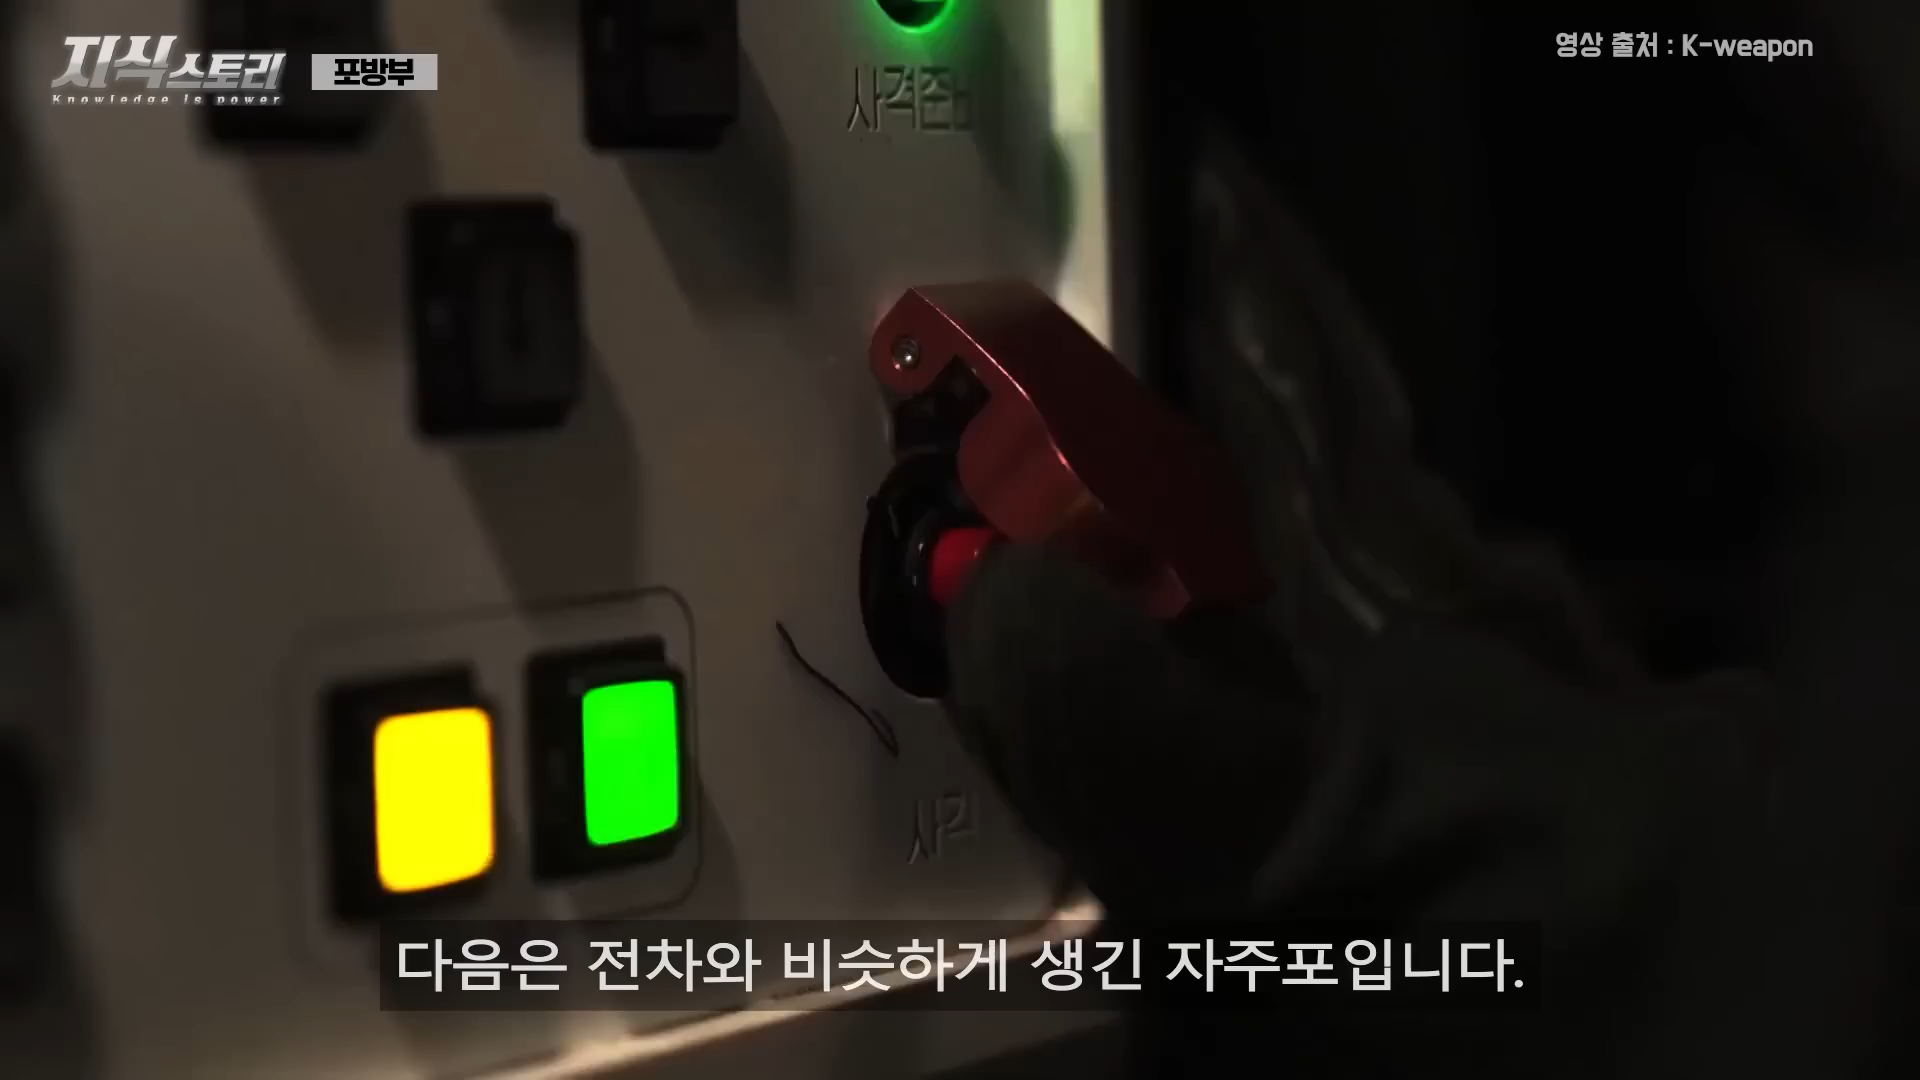 지식스토리
Knowledge is power
포방부
영상 출처 : K-weapon
사격준비
사격
다음은 전차와 비슷하게 생긴 자주포입니다.